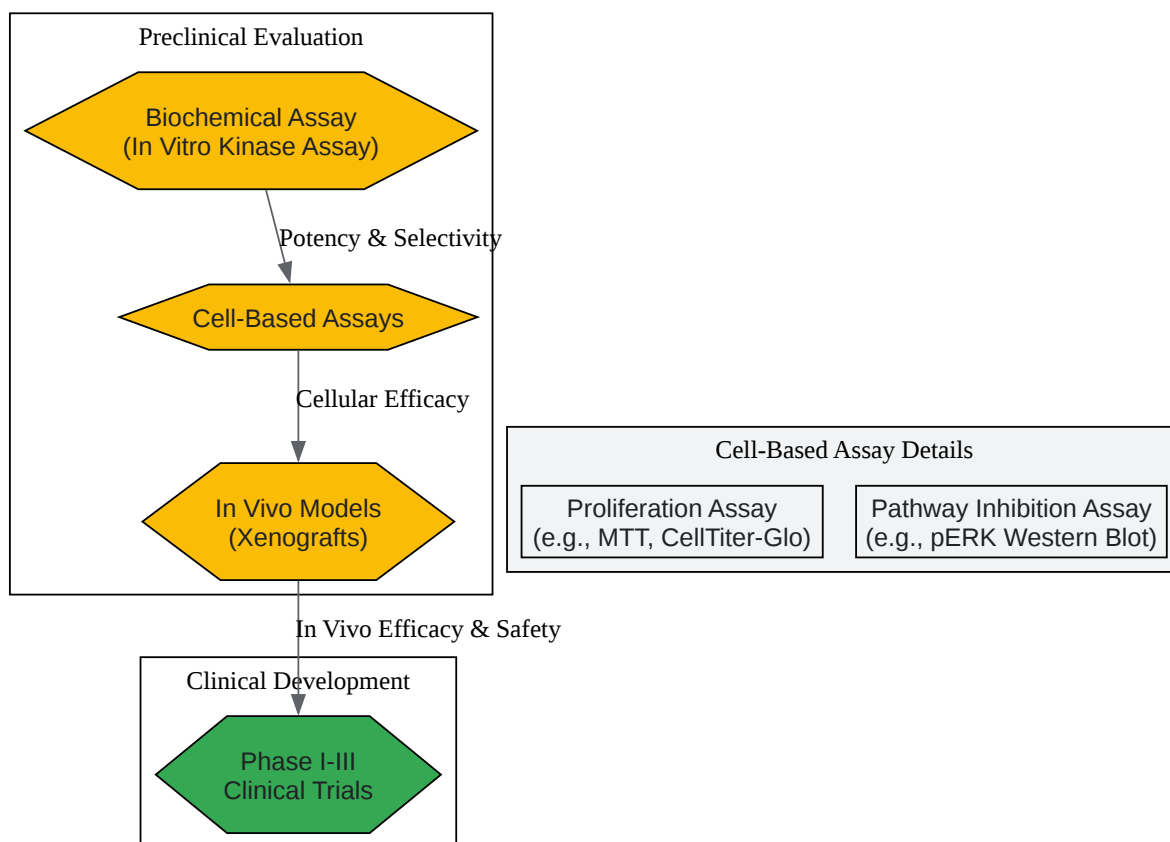 Preclinical Evaluation
Biochemical Assay
(In Vitro Kinase Assay)
Potency & Selectivity
Cell-Based Assays
Cellular Efficacy
In Vivo Models
(Xenografts)
Cell-Based Assay Details
Proliferation Assay
(e.g., MTT, CellTiter-Glo)
Pathway Inhibition Assay
(e.g., pERK Western Blot)
In Vivo Efficacy & Safety
Clinical Development
Phase I-III
Clinical Trials